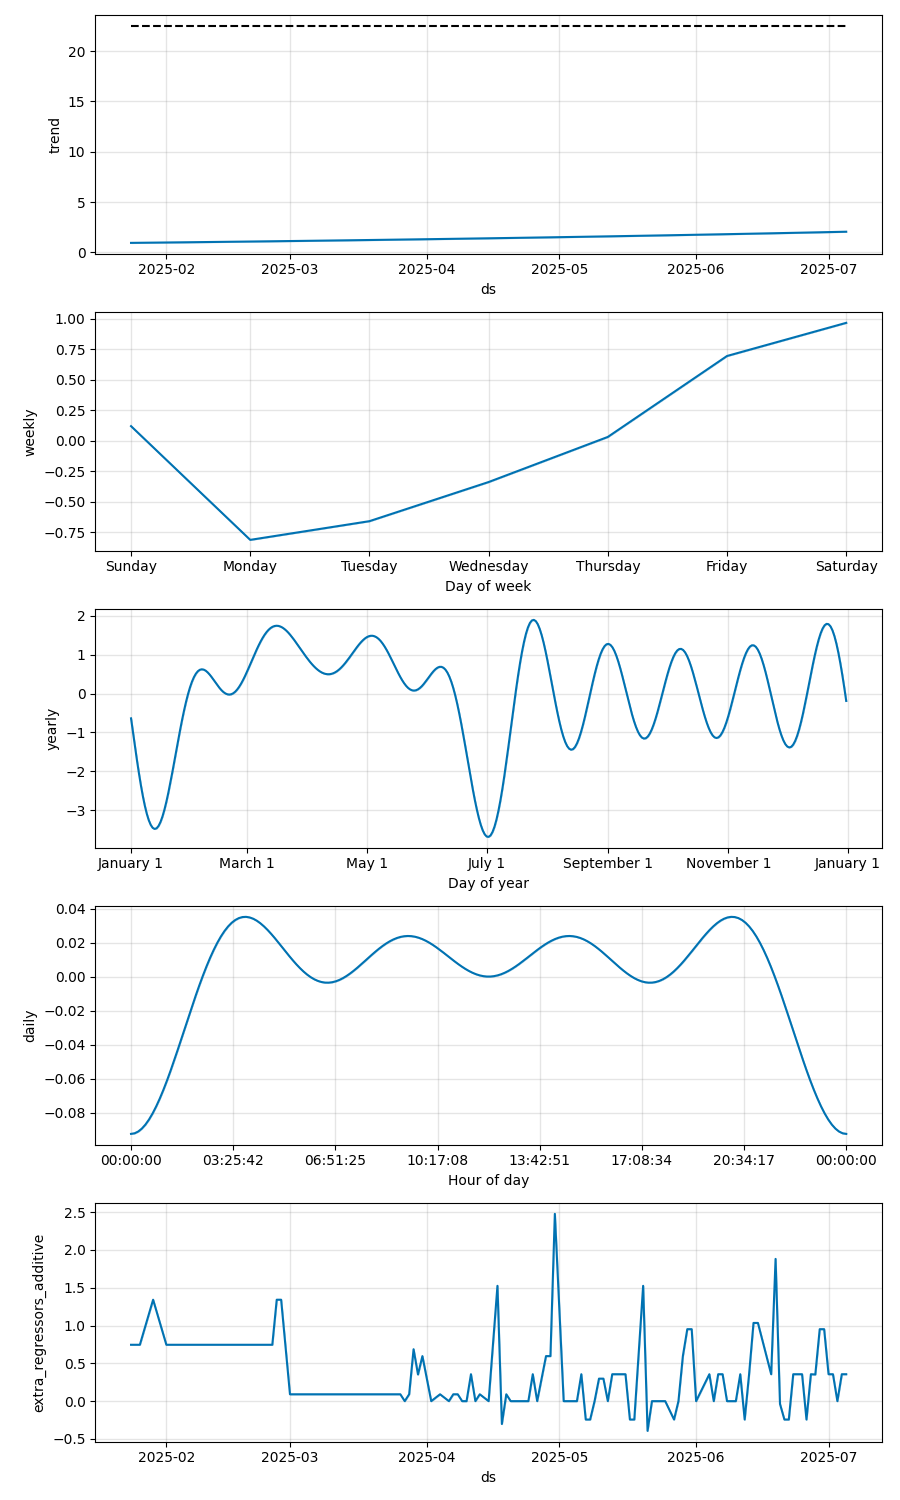 20
15
10
5
0
trend
2025-02 2025-03 2025-04 2025-05 2025-06 2025-07
ds
1.00
0.75
0.50
0.25
0.00
−0.25
−0.50
−0.75
weekly
Sunday Monday Tuesday Wednesday Thursday Friday Saturday
Day of week
2
1
0
−1
−2
−3
yearly
January 1 March 1 May 1 July 1 September 1 November 1 January 1
Day of year
0.04
0.02
0.00
−0.02
−0.04
−0.06
−0.08
daily
00:00:00 03:25:42 06:51:25 10:17:08 13:42:51 17:08:34 20:34:17 00:00:00
Hour of day
2.5
2.0
1.5
1.0
0.5
0.0
−0.5
extra_regressors_additive
2025-02 2025-03 2025-04 2025-05 2025-06 2025-07
ds